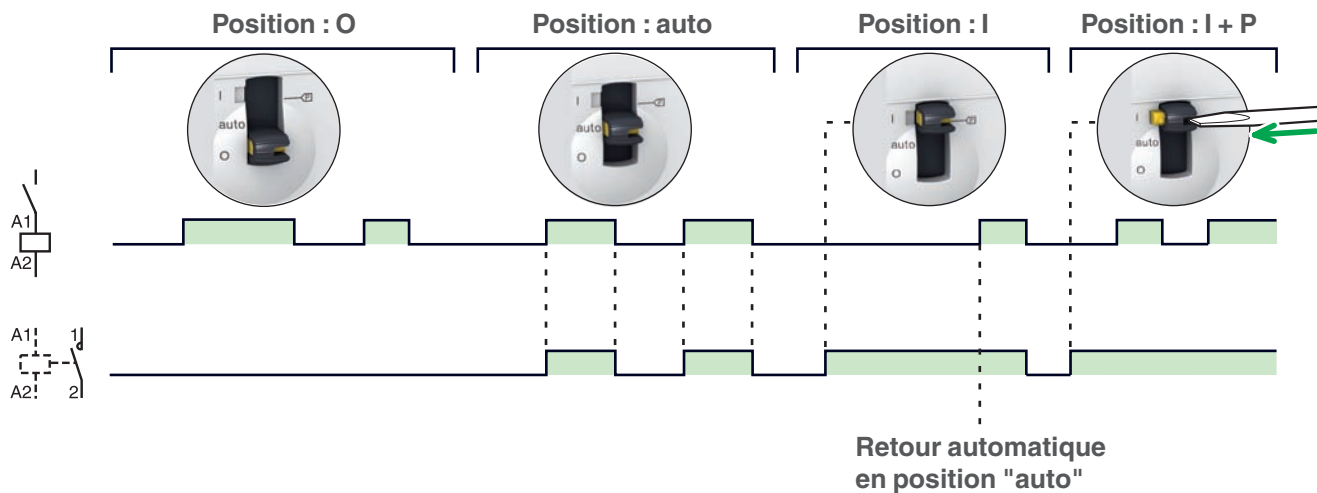 Position : O
Position : auto
Position : I
Position : I + P
I
P
auto
O
I
P
auto
O
I
P
auto
O
I
auto
O
A1
A2
A1
1
A2
2
Retour automatique
en position "auto"